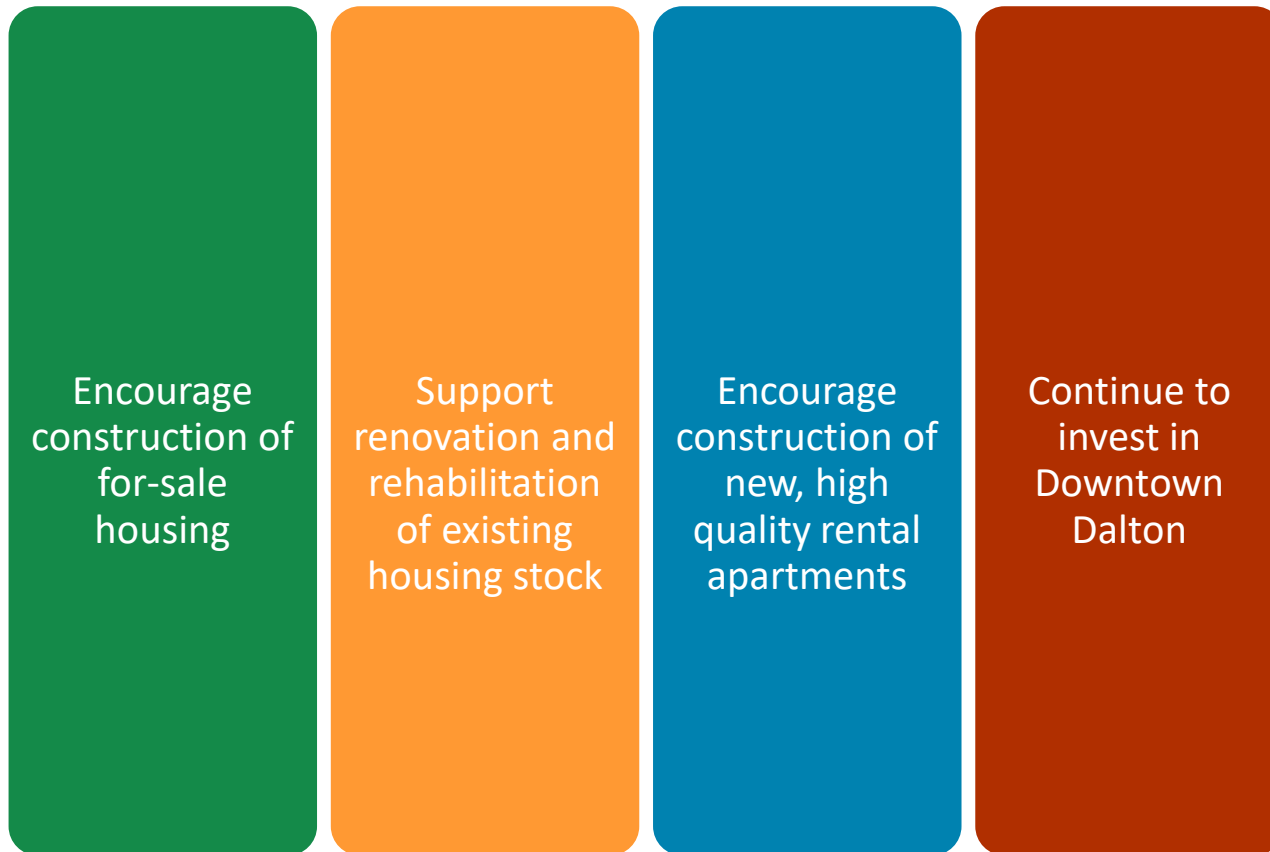 Encourage
construction of
for-sale
housing
Support
renovation and
rehabilitation
of existing
housing stock
Encourage
construction of
new, high
quality rental
apartments
Continue to
invest in
Downtown
Dalton